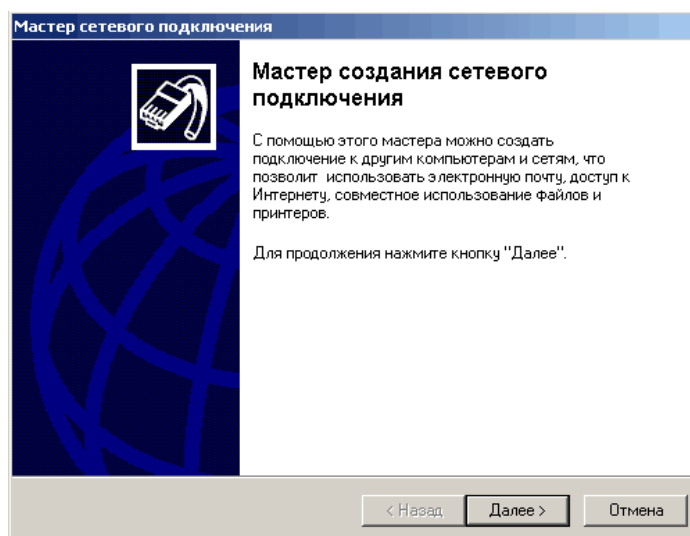 Мастер сетевого подключения
Мастер создания сетевого
подключения
С помощью этого мастера можно создать
подключение к другим компьютерам и сетям, что
позволит использовать электронную почту, доступ к
Интернету, совместное использование файлов и
принтеров.
Для продолжения нажмите кнопку "Далее".
< Назад
Далее >
Отмена